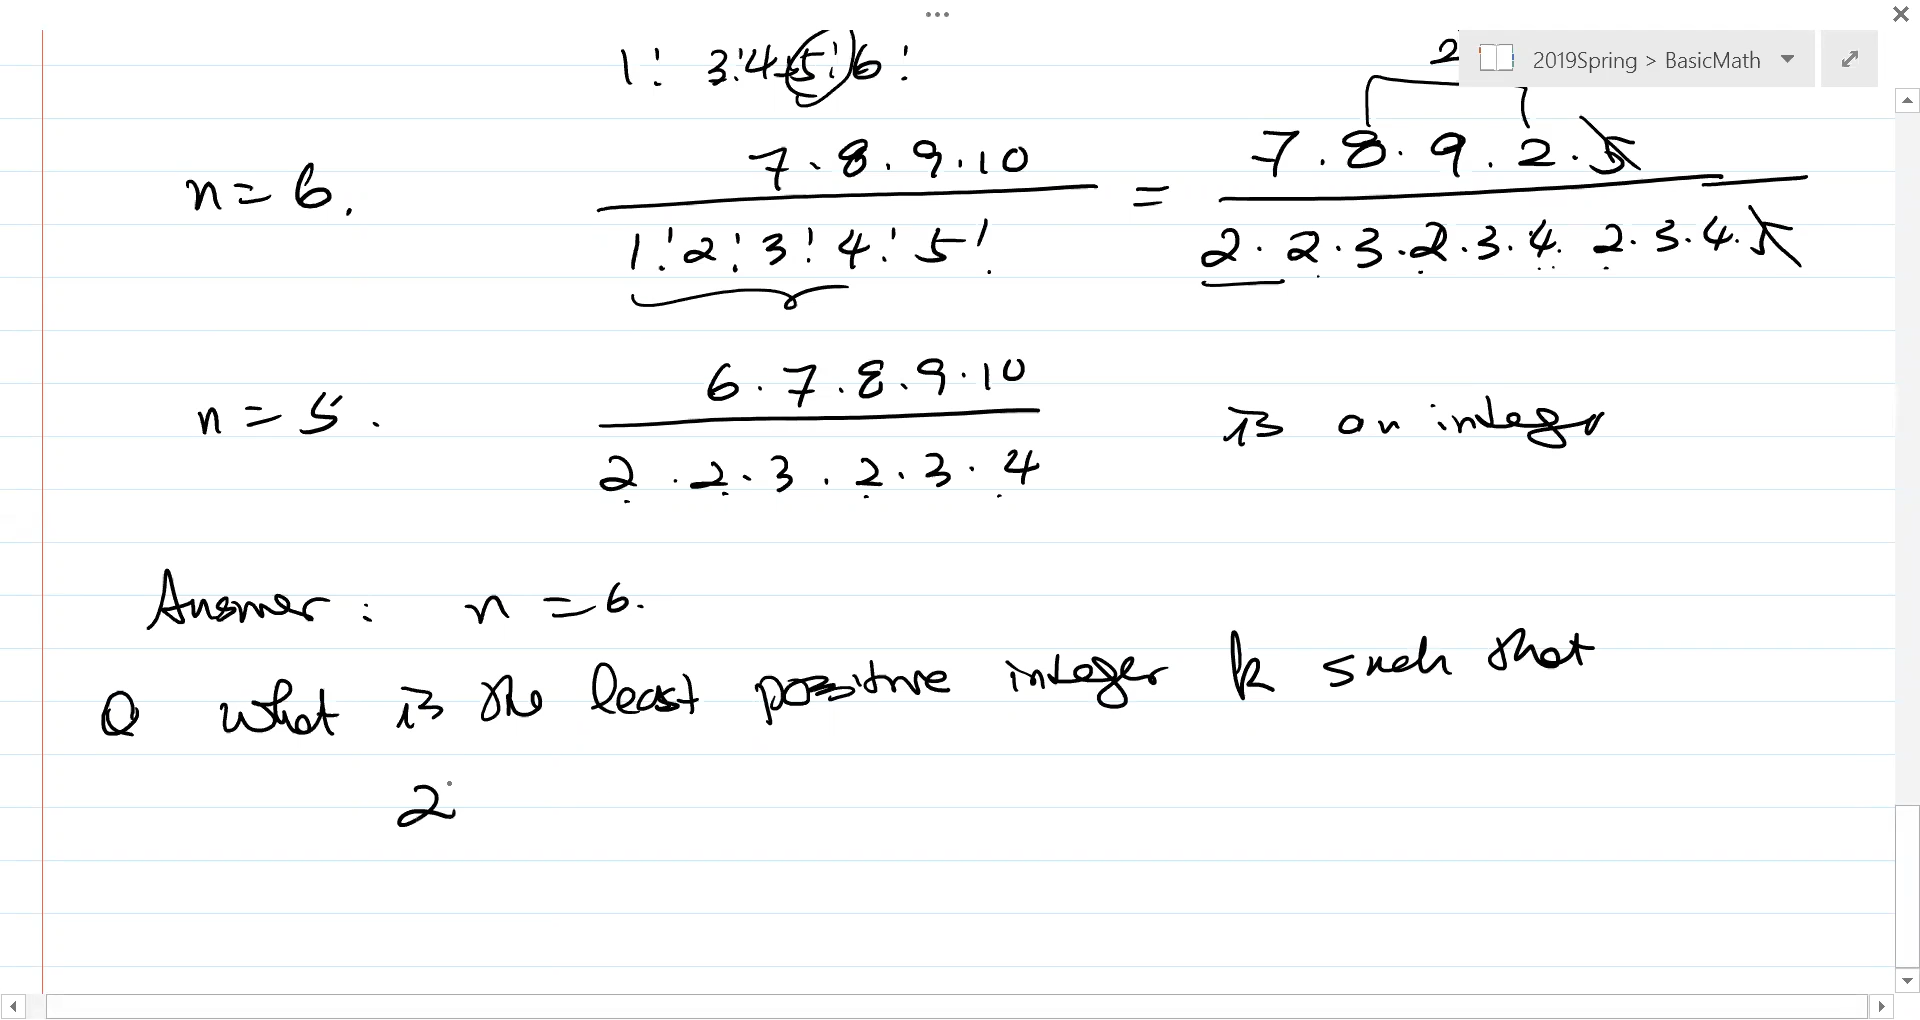 ...
1! 3!4!5!6!
2
2019Spring > BasicMath
n=6. 7·8·9·10 / 1!2!3!4!5! = 7·8·9·2·5 / 2·2·3·2·3·4·2·3·4·5
n=5. 6·7·8·9·10 / 2·2·3·2·3·4 is an integer
Answer: n=6.
Q what is the least positive integer k such that
2